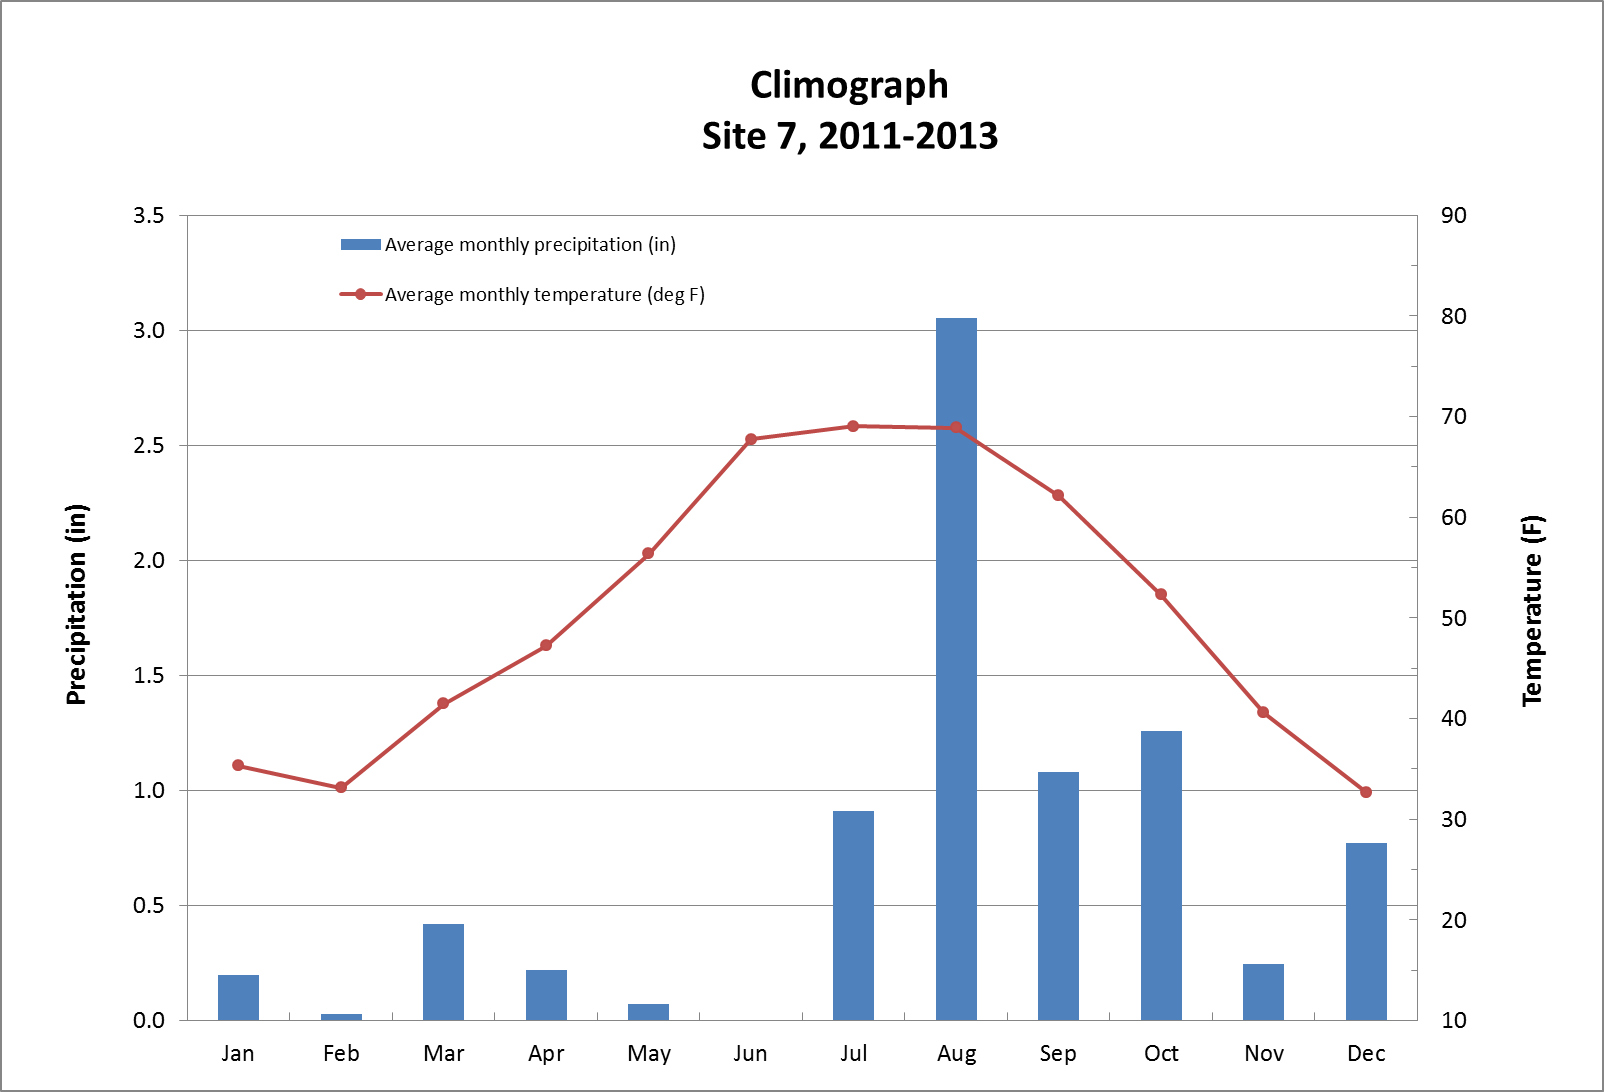 Climograph
Site 7, 2011-2013
3.5
3.0
2.5
2.0
1.5
1.0
0.5
0.0
Precipitation (in)
Average monthly precipitation (in)
Average monthly temperature (deg F)
90
80
70
60
50
40
30
20
10
Temperature (F)
Jan Feb Mar Apr May Jun Jul Aug Sep Oct Nov Dec